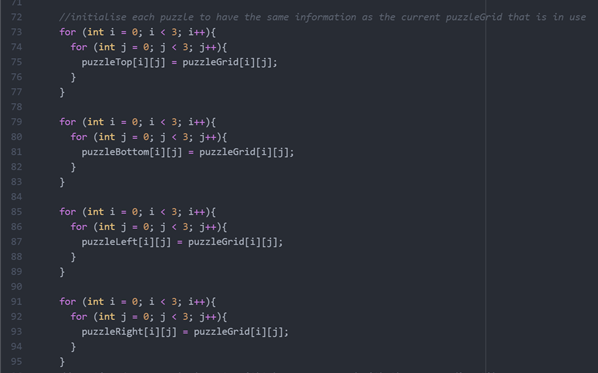 71
72 //initialise each puzzle to have the same information as the current puzzleGrid that is in use
73 for (int i = 0; i < 3; i++){
74 for (int j = 0; j < 3; j++){
75 puzzleTop[i][j] = puzzleGrid[i][j];
76 }
77 }
78
79 for (int i = 0; i < 3; i++){
80 for (int j = 0; j < 3; j++){
81 puzzleBottom[i][j] = puzzleGrid[i][j];
82 }
83 }
84
85 for (int i = 0; i < 3; i++){
86 for (int j = 0; j < 3; j++){
87 puzzleLeft[i][j] = puzzleGrid[i][j];
88 }
89 }
90
91 for (int i = 0; i < 3; i++){
92 for (int j = 0; j < 3; j++){
93 puzzleRight[i][j] = puzzleGrid[i][j];
94 }
95 }